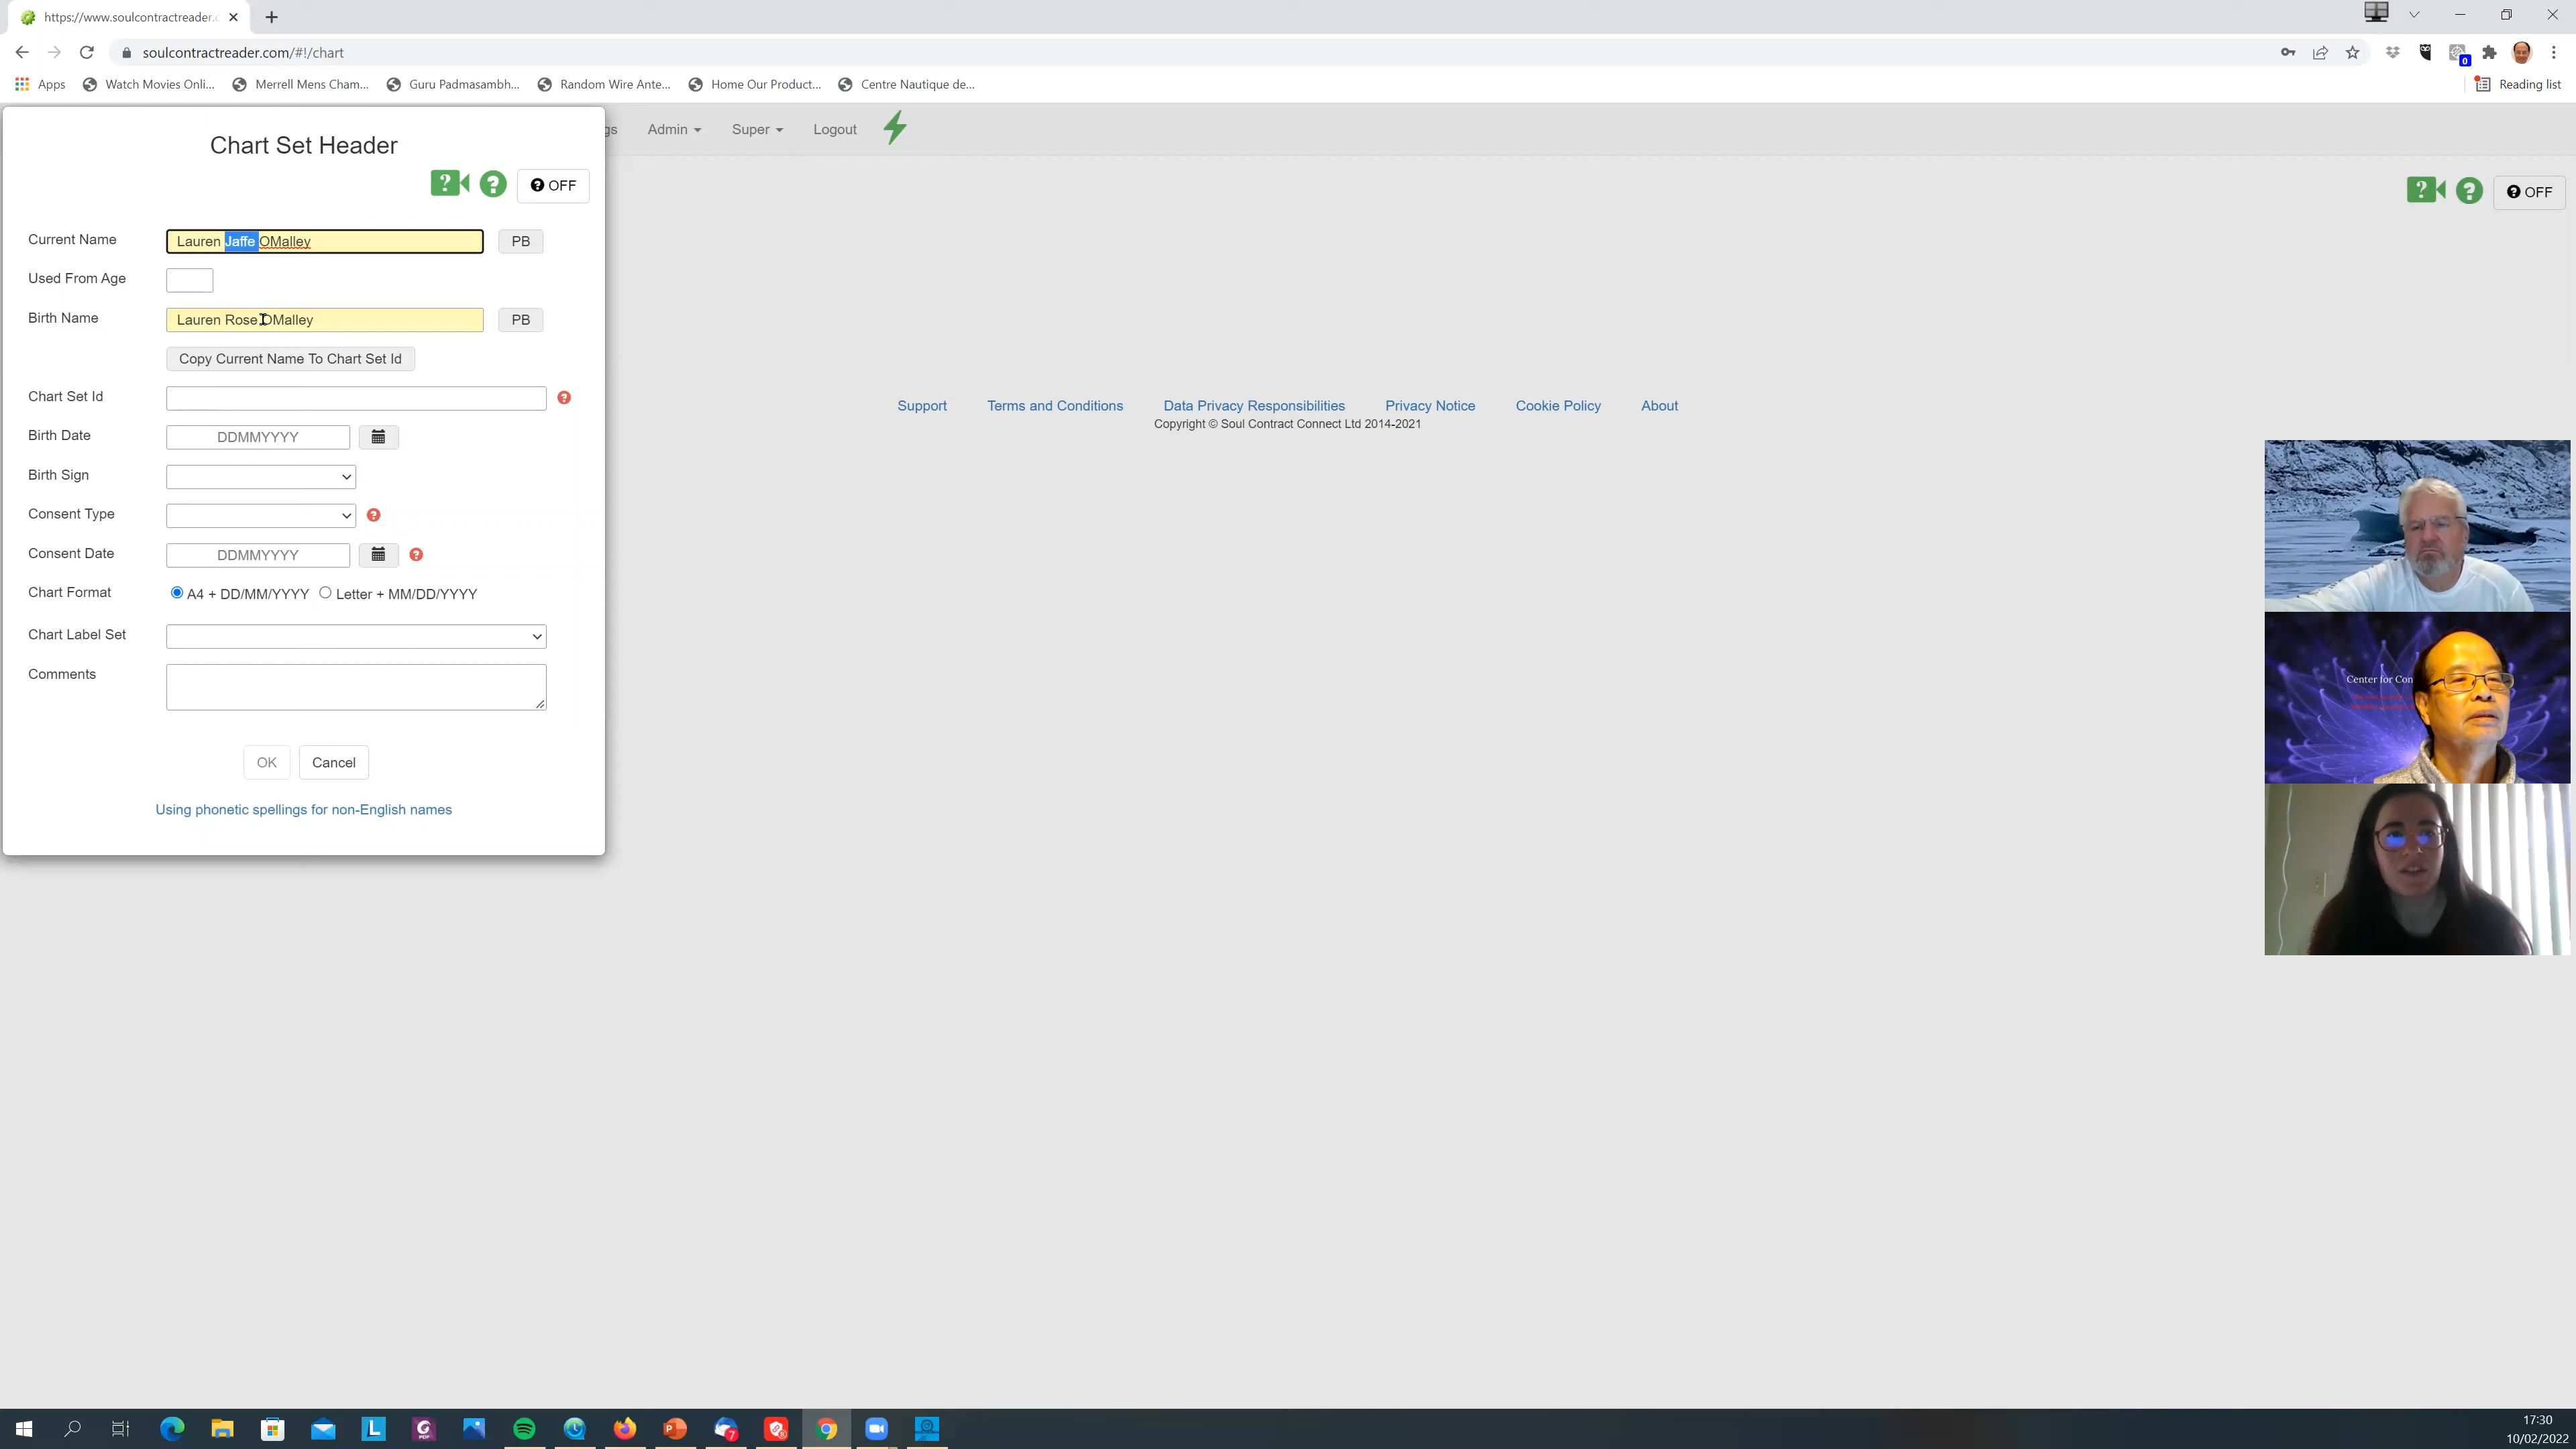 https://www.soulcontractreader.c
soulcontractreader.com/#!/chart
0
Apps
Watch Movies Onli...
Merrell Mens Cham...
Guru Padmasambh...
Random Wire Ante...
Home Our Product...
Centre Nautique de...
Reading list
gs
Admin
Super
Logout
Chart Set Header
? ? ? OFF
? ? ? OFF
Current Name
Lauren Jaffe OMalley
PB
Used From Age
Birth Name
Lauren Rose OMalley
PB
Copy Current Name To Chart Set Id
Chart Set Id
?
Birth Date
DDMMYYYY
Birth Sign
Consent Type
?
Consent Date
DDMMYYYY
?
Chart Format
A4 + DD/MM/YYYY
Letter + MM/DD/YYYY
Chart Label Set
Comments
OK
Cancel
Using phonetic spellings for non-English names
Support
Terms and Conditions
Data Privacy Responsibilities
Privacy Notice
Cookie Policy
About
Copyright © Soul Contract Connect Ltd 2014-2021
Center for Con
L
PDF
P
7
17:30
10/02/2022